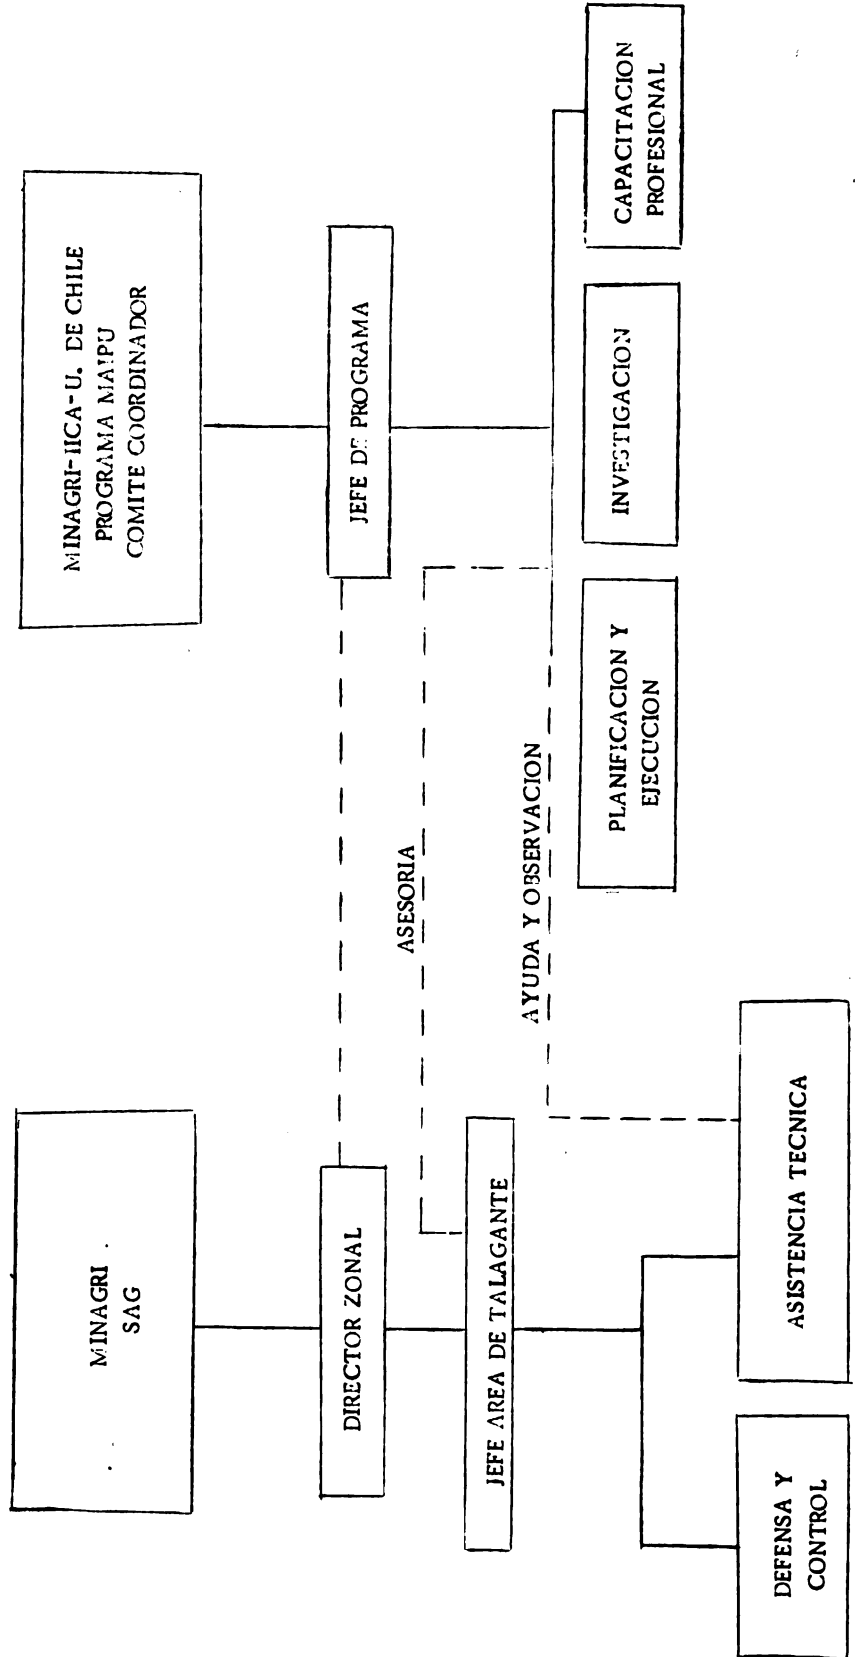 MINAGRI
SAG
MINAGRI-IICA-U. DE CHILE
PROGRAMA MAIPU
COMITE COORDINADOR
DIRECTOR ZONAL
JEFE DE PROGRAMA
ASESORIA
JEFE AREA DE TALAGANTE
AYUDA Y OBSERVACION
PLANIFICACION Y
EJECUCION
INVESTIGACION
CAPACITACION
PROFESIONAL
DEFENSA Y
CONTROL
ASISTENCIA TECNICA